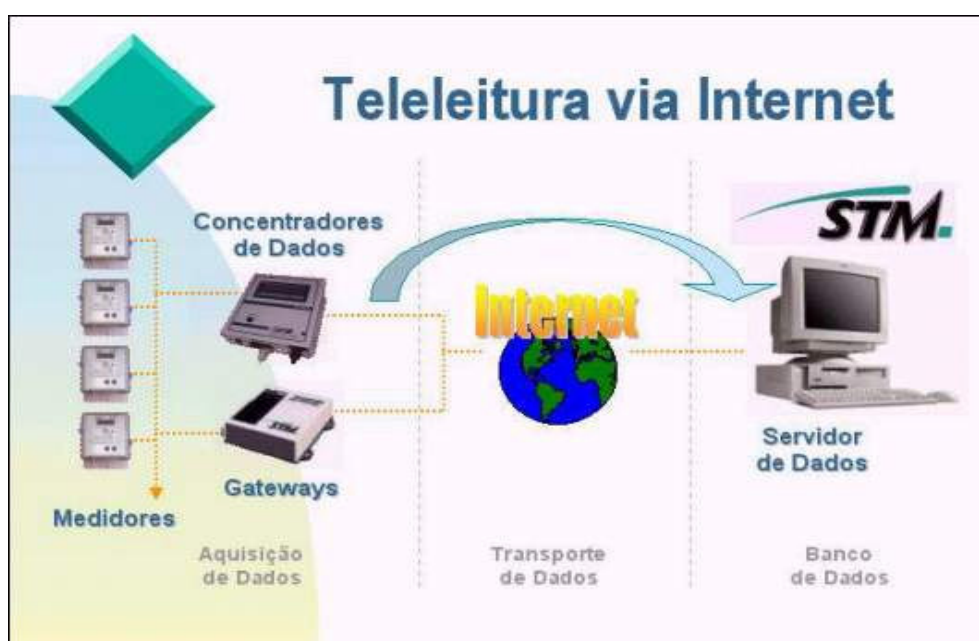 Teleleitura via Internet
Concentradores
de Dados
STM.
Internet
STM
Servidor
de Dados
Gateways
Medidores
Aquisição
de Dados
Transporte
de Dados
Banco
de Dados